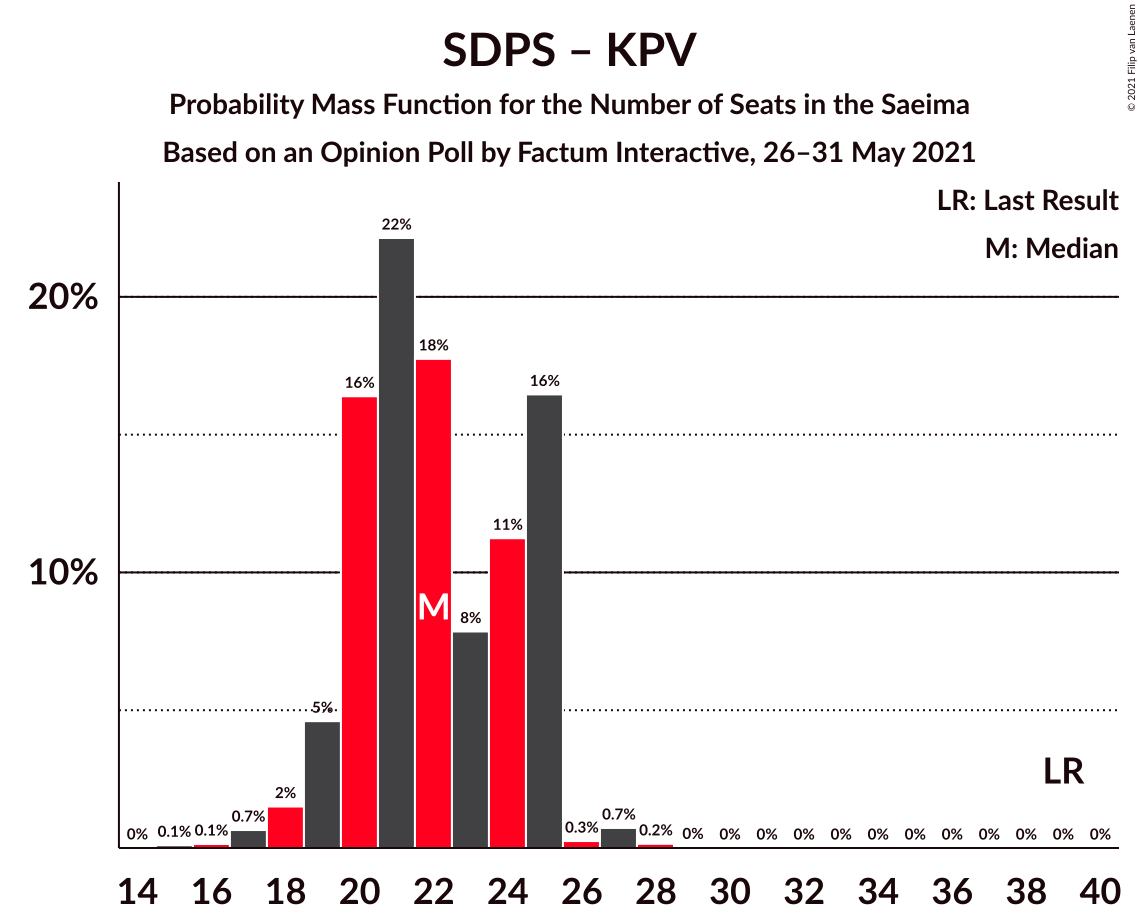 SDPS – KPV
Probability Mass Function for the Number of Seats in the Saeima
Based on an Opinion Poll by Factum Interactive, 26–31 May 2021
© 2021 Filip van Laenen
LR: Last Result
M: Median
20%
10%
0% 0.1% 0.1% 0.7% 2% 5% 16% 22% 18% 8% 11% 16% 0.3% 0.7% 0.2% 0% 0% 0% 0% 0% 0% 0% 0% 0% 0% 0% 0%
M
LR
14 16 18 20 22 24 26 28 30 32 34 36 38 40